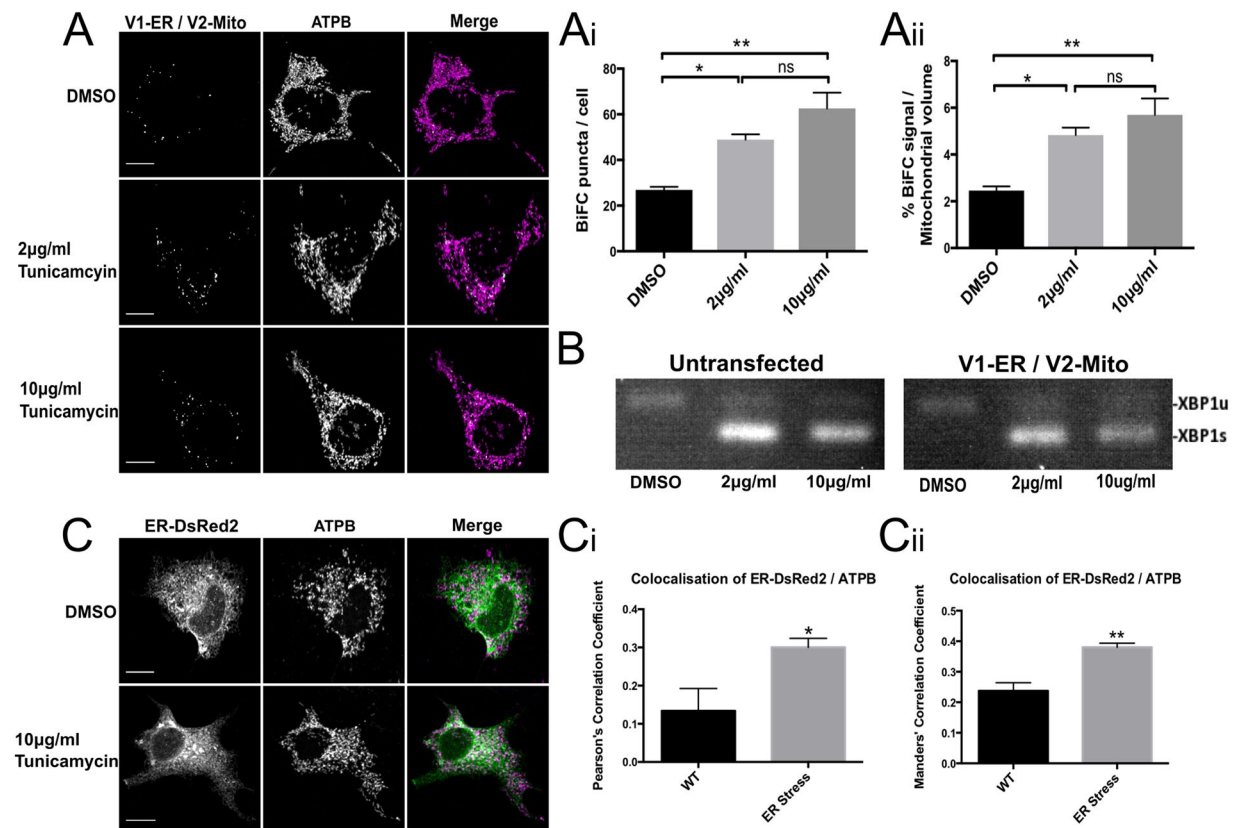 A
V1-ER / V2-Mito
ATPB
Merge
DMSO
2µg/ml
Tunicamcyin
10µg/ml
Tunicamycin
Ai
**
*
ns
BiFC puncta / cell
80
60
40
20
0
DMSO
2µg/ml
10µg/ml
Aii
**
*
ns
% BiFC signal /
Mitochondrial volume
8
6
4
2
0
DMSO
2µg/ml
10µg/ml
B
Untransfected
DMSO
2µg/ml
10µg/ml
V1-ER / V2-Mito
-XBP1u
-XBP1s
DMSO
2µg/ml
10ug/ml
C
ER-DsRed2
ATPB
Merge
DMSO
10µg/ml
Tunicamycin
Ci
Colocalisation of ER-DsRed2 / ATPB
Pearson's Correlation Coefficient
0.4
0.3
0.2
0.1
0.0
*
WT
ER Stress
Cii
Colocalisation of ER-DsRed2 / ATPB
Manders' Correlation Coefficient
0.5
0.4
0.3
0.2
0.1
0.0
**
WT
ER Stress